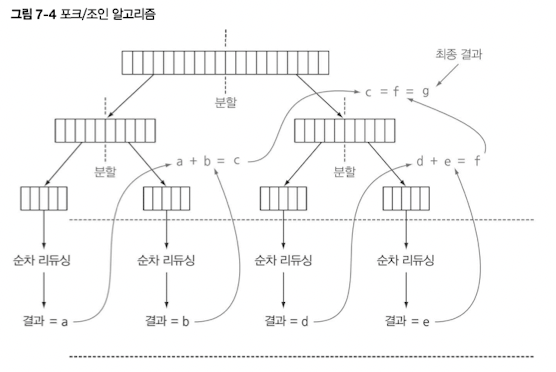 그림 7-4 포크/조인 알고리즘
최종 결과
분할
c = f = g
분할
a + b = c
분할
d + e = f
순차 리듀싱
순차 리듀싱
순차 리듀싱
순차 리듀싱
결과 = a
결과 = b
결과 = d
결과 = e